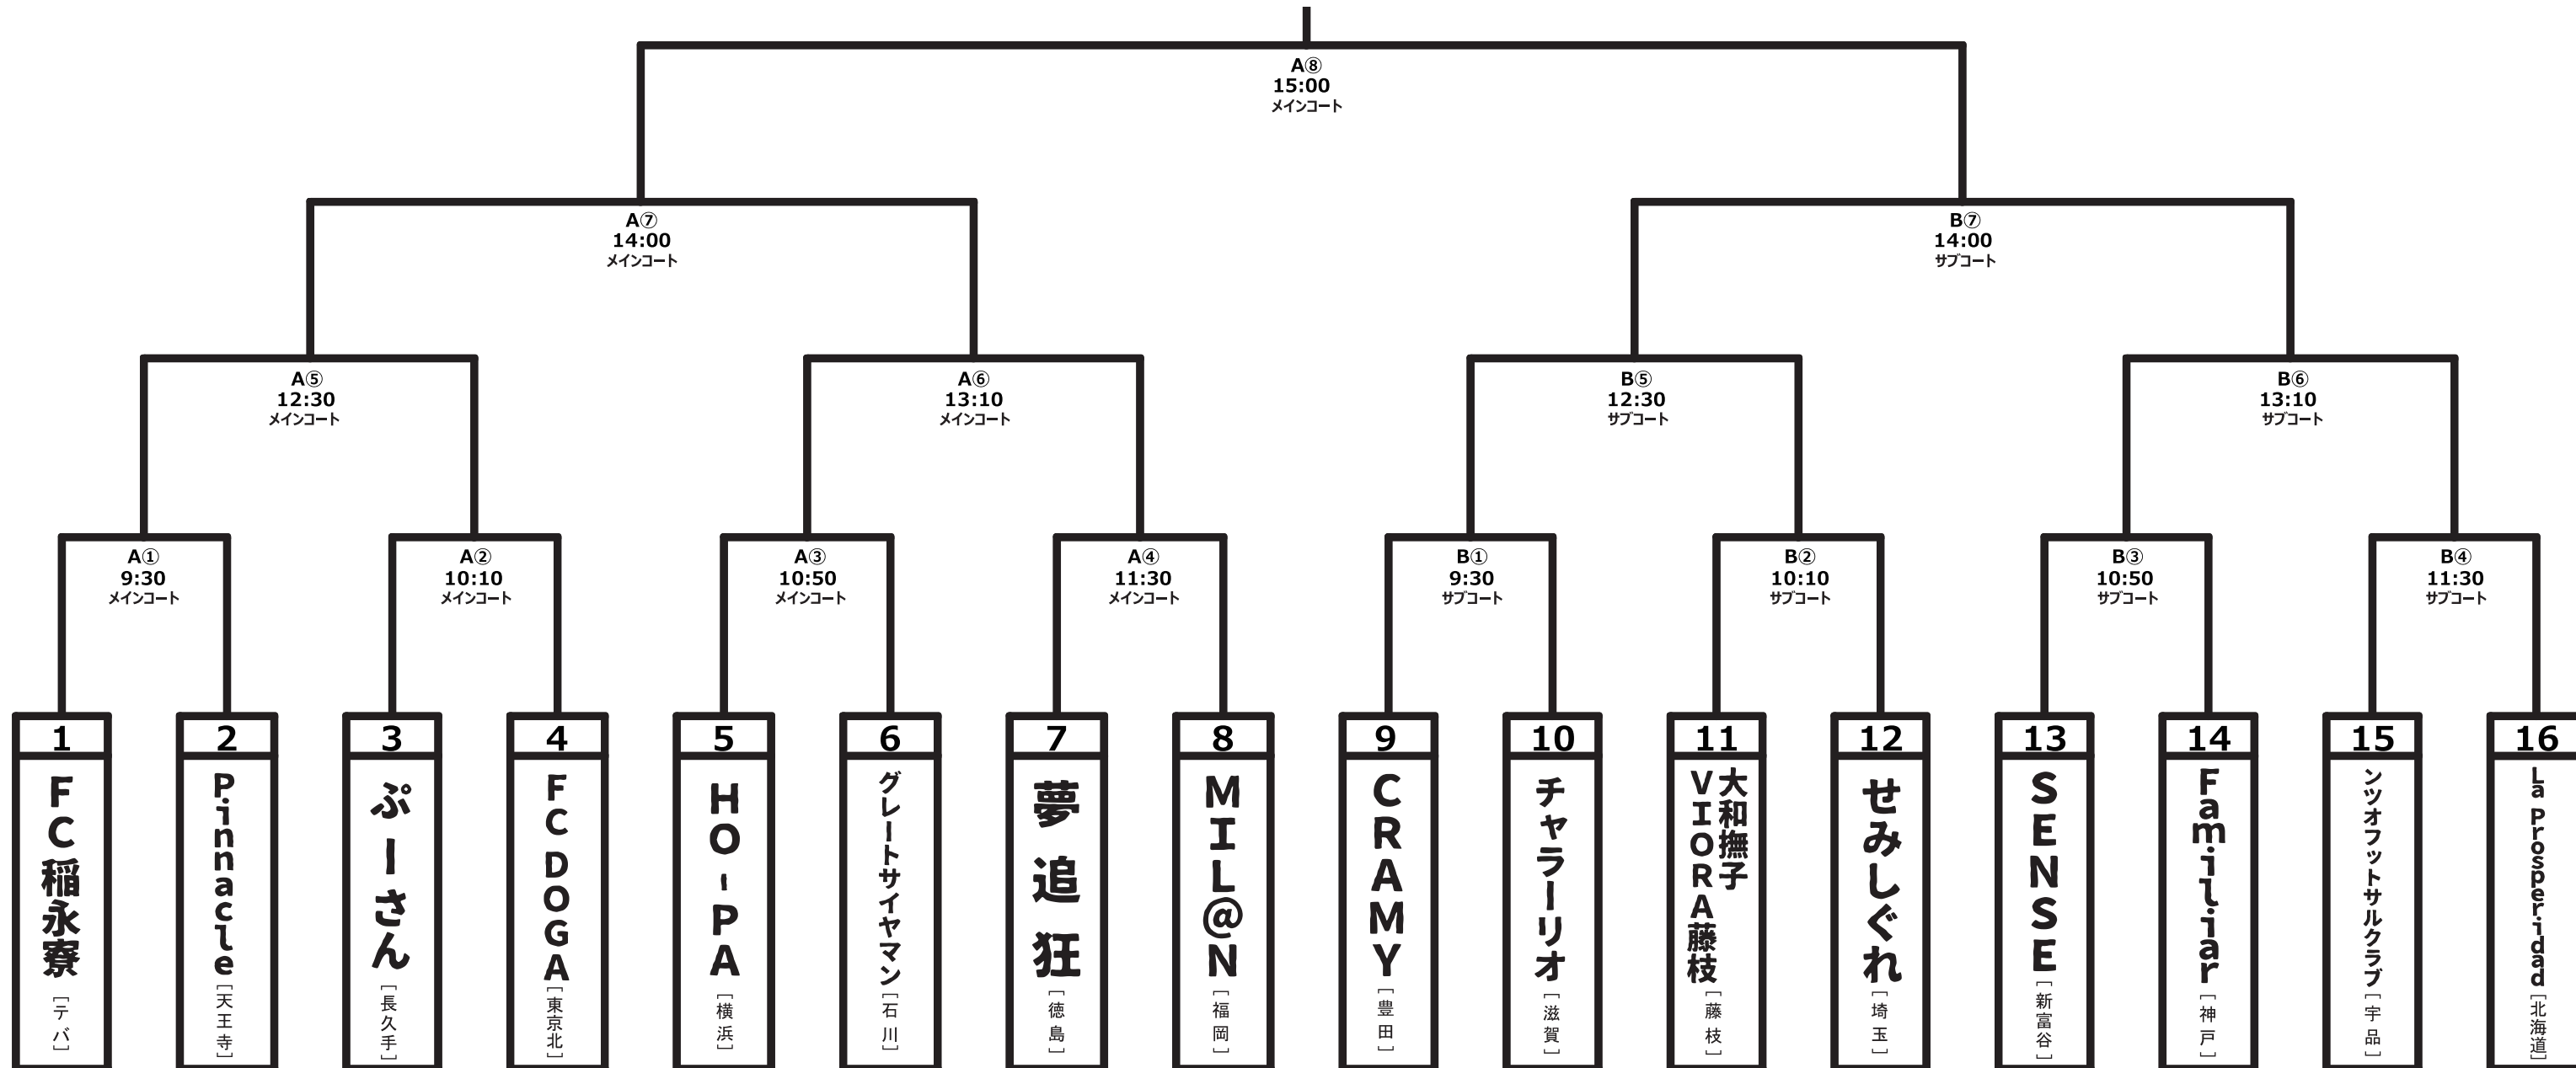 A⑧
15:00
メインコート
A⑦
14:00
メインコート
B⑦
14:00
サブコート
A⑤
12:30
メインコート
A⑥
13:10
メインコート
B⑤
12:30
サブコート
B⑥
13:10
サブコート
A①
9:30
メインコート
A②
10:10
メインコート
A③
10:50
メインコート
A④
11:30
メインコート
B①
9:30
サブコート
B②
10:10
サブコート
B③
10:50
サブコート
B④
11:30
サブコート
1
FC稲永寮
[テバ]
2
Pinnacle
[天王寺]
3
ぷーさん
[長久手]
4
FC DOGA
[東京北]
5
HO-PA
[横浜]
6
グレートサイヤマン
[石川]
7
夢追狂
[徳島]
8
MIL@N
[福岡]
9
CRAMY
[豊田]
10
チャラーリオ
[滋賀]
11
大和撫子
VIORA藤枝
[藤枝]
12
せみしぐれ
[埼玉]
13
SENSE
[新富谷]
14
Familiar
[神戸]
15
ンツオフットサルクラブ
[宇品]
16
La Prosperidad
[北海道]